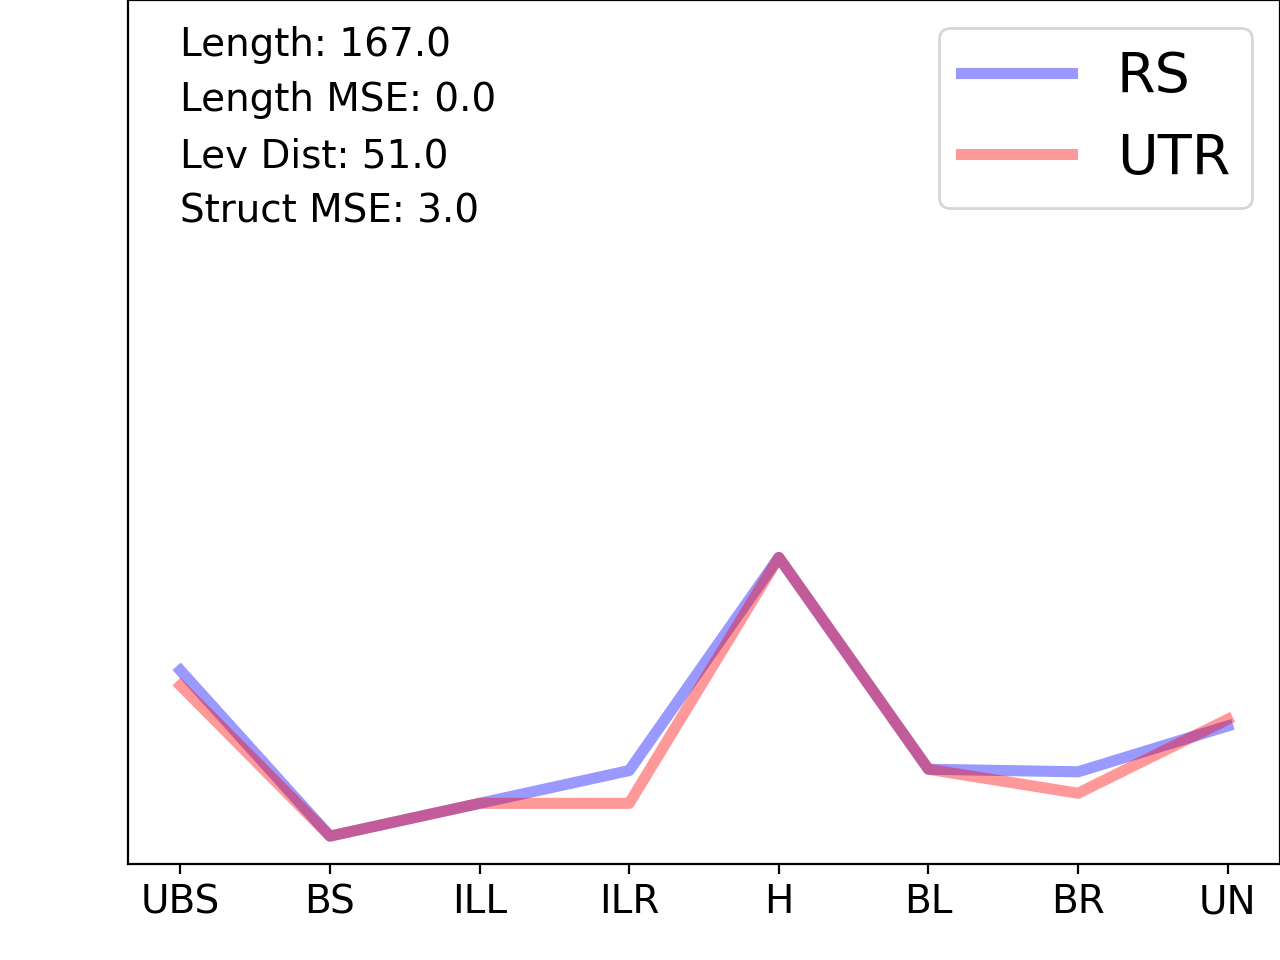 Length: 167.0
Length MSE: 0.0
Lev Dist: 51.0
Struct MSE: 3.0
RS
UTR
UBS BS ILL ILR H BL BR UN